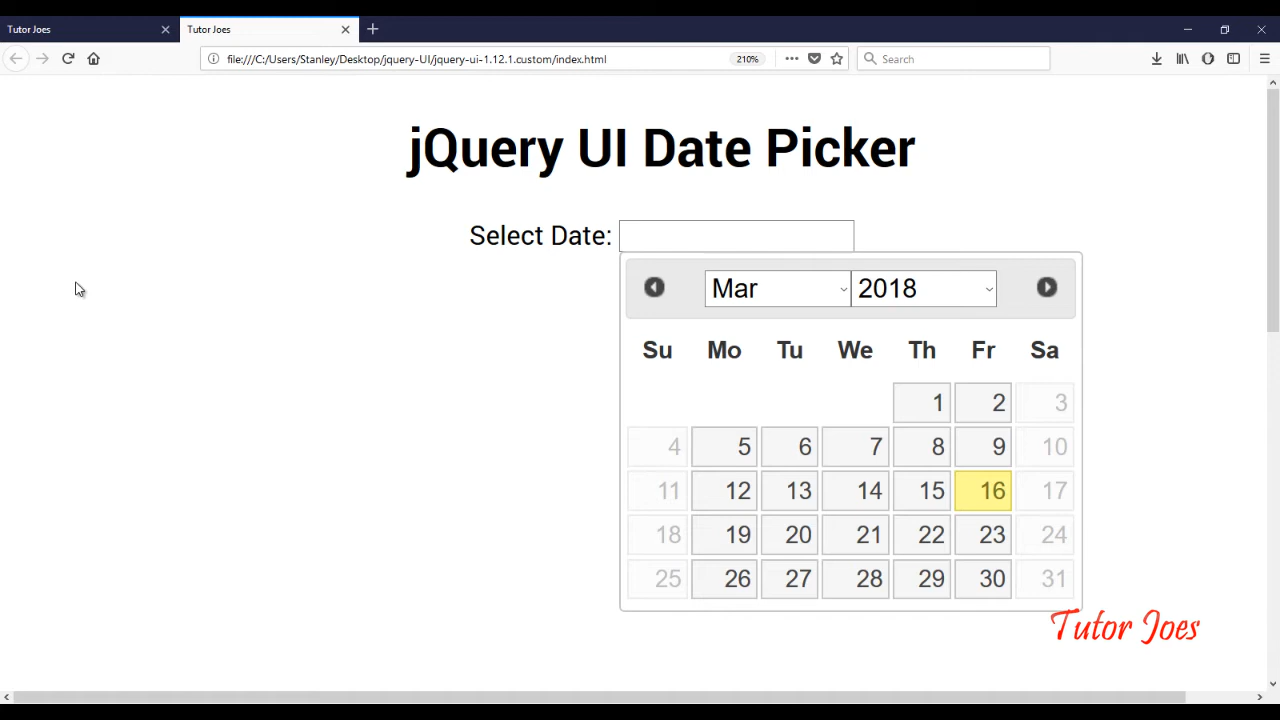 Tutor Joes
Tutor Joes
file:///C:/Users/Stanley/Desktop/jquery-UI/jquery-ui-1.12.1.custom/index.html
210%
Search
jQuery UI Date Picker
Select Date:
Mar 2018
Su Mo Tu We Th Fr Sa
1 2 3
4 5 6 7 8 9 10
11 12 13 14 15 16 17
18 19 20 21 22 23 24
25 26 27 28 29 30 31
Tutor Joes